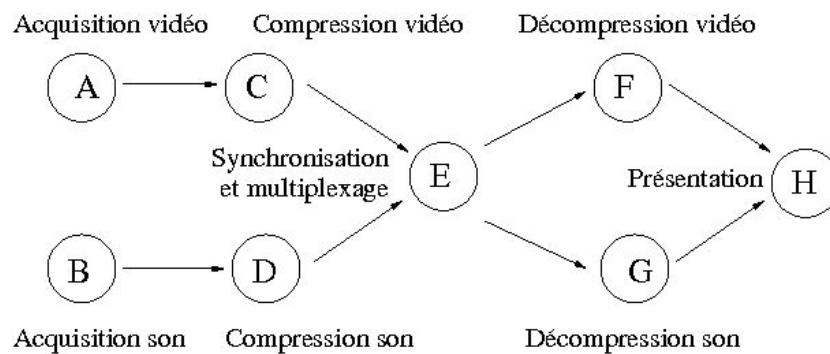 Acquisition vidéo
Compression vidéo
Décompression vidéo
A
C
F
Synchronisation
et multiplexage
E
Présentation
H
B
D
G
Acquisition son
Compression son
Décompression son